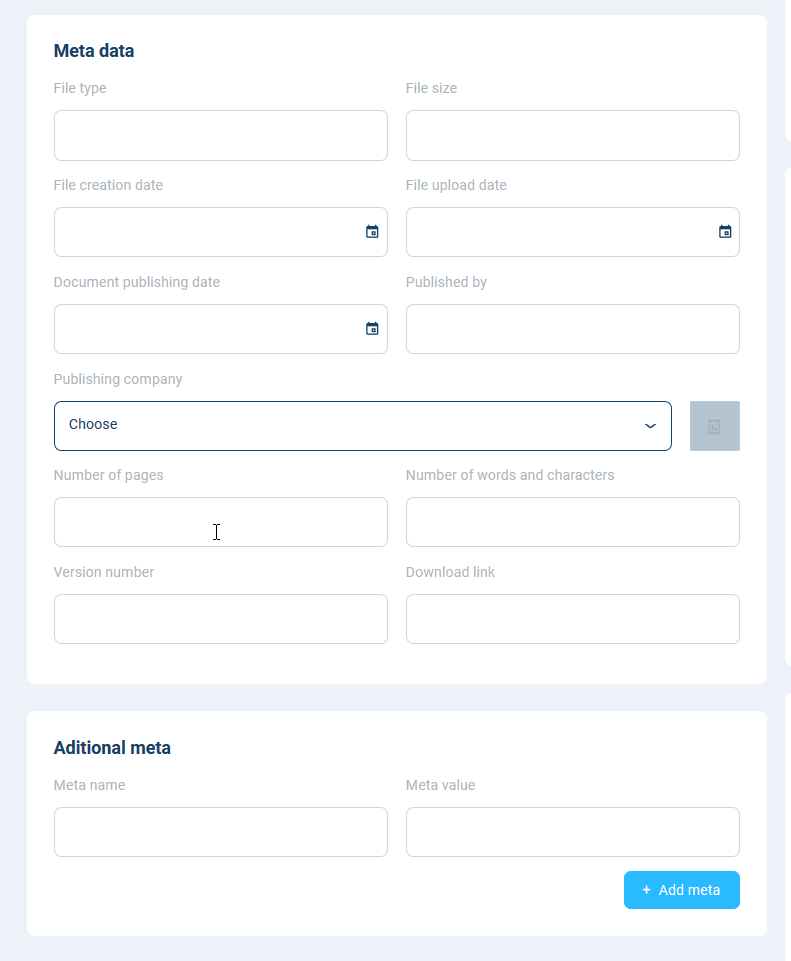 Meta data
File type File size
File creation date File upload date
Document publishing date Published by
Publishing company
Choose
Number of pages Number of words and characters
Version number Download link
Aditional meta
Meta name Meta value
+ Add meta